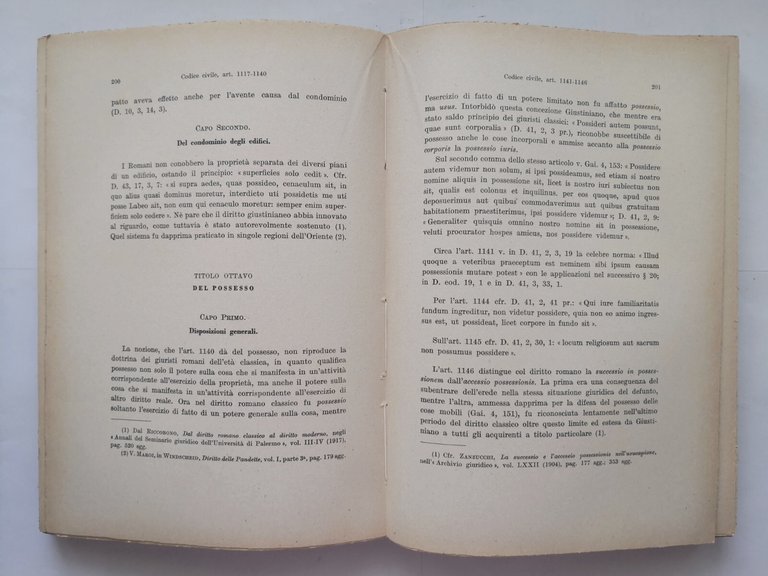 200
Codice civile, art. 1117-1140
patto aveva effetto anche per l'avente causa dal condominio
(D. 10, 3, 14, 3).
CAPO SECONDO.
Del condominio degli edifici.
I Romani non conobbero la proprietà separata dei diversi piani
di un edificio, ostando il principio: « superficies solo cedit ». Cfr.
D. 43, 17, 3, 7: « si supra aedes, quas possideo, cenaculum sit, in
quo alius quasi dominus moretur, interdicto uti possidetis me uti
posse Labeo ait, non eum qui cenaculo moretur: semper enim super-
ficiem solo cedere ». Nè pare che il diritto giustinianeo abbia innovato
al riguardo, come tuttavia è stato autorevolmente sostenuto (1).
Quel sistema fu dapprima praticato in singole regioni dell'Oriente (2).
TITOLO OTTAVO
DEL POSSESSO
CAPO PRIMO.
Disposizioni generali.
La nozione, che l'art. 1140 dà del possesso, non riproduce la
dottrina dei giuristi romani dell'età classica, in quanto qualifica
possesso non solo il potere sulla cosa che si manifesta in un'attività
corrispondente all'esercizio della proprietà, ma anche il potere sulla
cosa che si manifesta in un'attività corrispondente all'esercizio di
altro diritto reale. Ora nel diritto romano classico fu possessio
soltanto l'esercizio di fatto di un potere generale sulla cosa, mentre
(1) Dal RICCOBONO, Dal diritto romano classico al diritto moderno, negli
« Annali del Seminario giuridico dell'Università di Palermo », vol. III-IV (1917),
pag. 520 sgg.
(2) V. MAROI, in WINDSCHEID, Diritto delle Pandette, vol. I, parte 3ª, pag. 179 sgg.
Codice civile, art. 1141-1146
201
l'esercizio di fatto di un potere limitato non fu affatto possessio,
ma usus. Intorbidò questa concezione Giustiniano, che mentre era
stato saldo principio dei giuristi classici: « Possideri autem possunt,
quae sunt corporalia » (D. 41, 2, 3 pr.), riconobbe suscettibile di
possesso anche le cose incorporali e ammise accanto alla possessio
corporis la possessio iuris.
Sul secondo comma dello stesso articolo v. Gai. 4, 153: « Possidere
autem videmur non solum, si ipsi possideamus, sed etiam si nostro
nomine aliquis in possessione sit, licet is nostro iuri subiectus non
sit, qualis est colonus et inquilinus. per eos quoque, apud quos
deposuerimus aut quibus commodaverimus aut quibus gratuitam
habitationem praestiterimus, ipsi possidere videmur »; D. 41, 2, 9:
« Generaliter quisquis omnino nostro nomine sit in possessione,
veluti procurator hospes amicus, nos possidere videmur ».
Circa l'art. 1141 v. D. 41, 2, 3, 19 la celebre norma: « Illud
quoque a veteribus praeceptum est neminem sibi ipsum causam
possessionis mutare potest » con le applicazioni nel successivo § 20;
in D. eod. 19, 1 e in D. 41, 3, 33, 1.
Per l'art. 1144 cfr. D. 41, 2, 41 pr.: « Qui iure familiaritatis
fundum ingreditur, non videtur possidere, quia non eo animo ingres-
sus est, ut possideat, licet corpore in fundo sit ».
Sull'art. 1145 cfr. D. 41, 2, 30, 1: « locum religiosum aut sacrum
non possumus possidere ».
L'art. 1146 distingue col diritto romano la successio in posses-
sionem dall'accessio possessionis. La prima era una conseguenza del
subentrare dell'erede nella stessa situazione giuridica del defunto,
mentre l'altra, ammessa dapprima per la difesa del possesso delle
cose mobili (Gai. 4, 151), fu riconosciuta lentamente nell'ultimo
periodo del diritto classico oltre questo limite ed estesa da Giusti-
niano a tutti gli acquirenti a titolo particolare (1).
(1) Cfr. ZANZUCCHI, La successio e l'accessio possessionis nell'usucapione,
nell'« Archivio giuridico », vol. LXXII (1904), pag. 177 sgg.; 353 sgg.